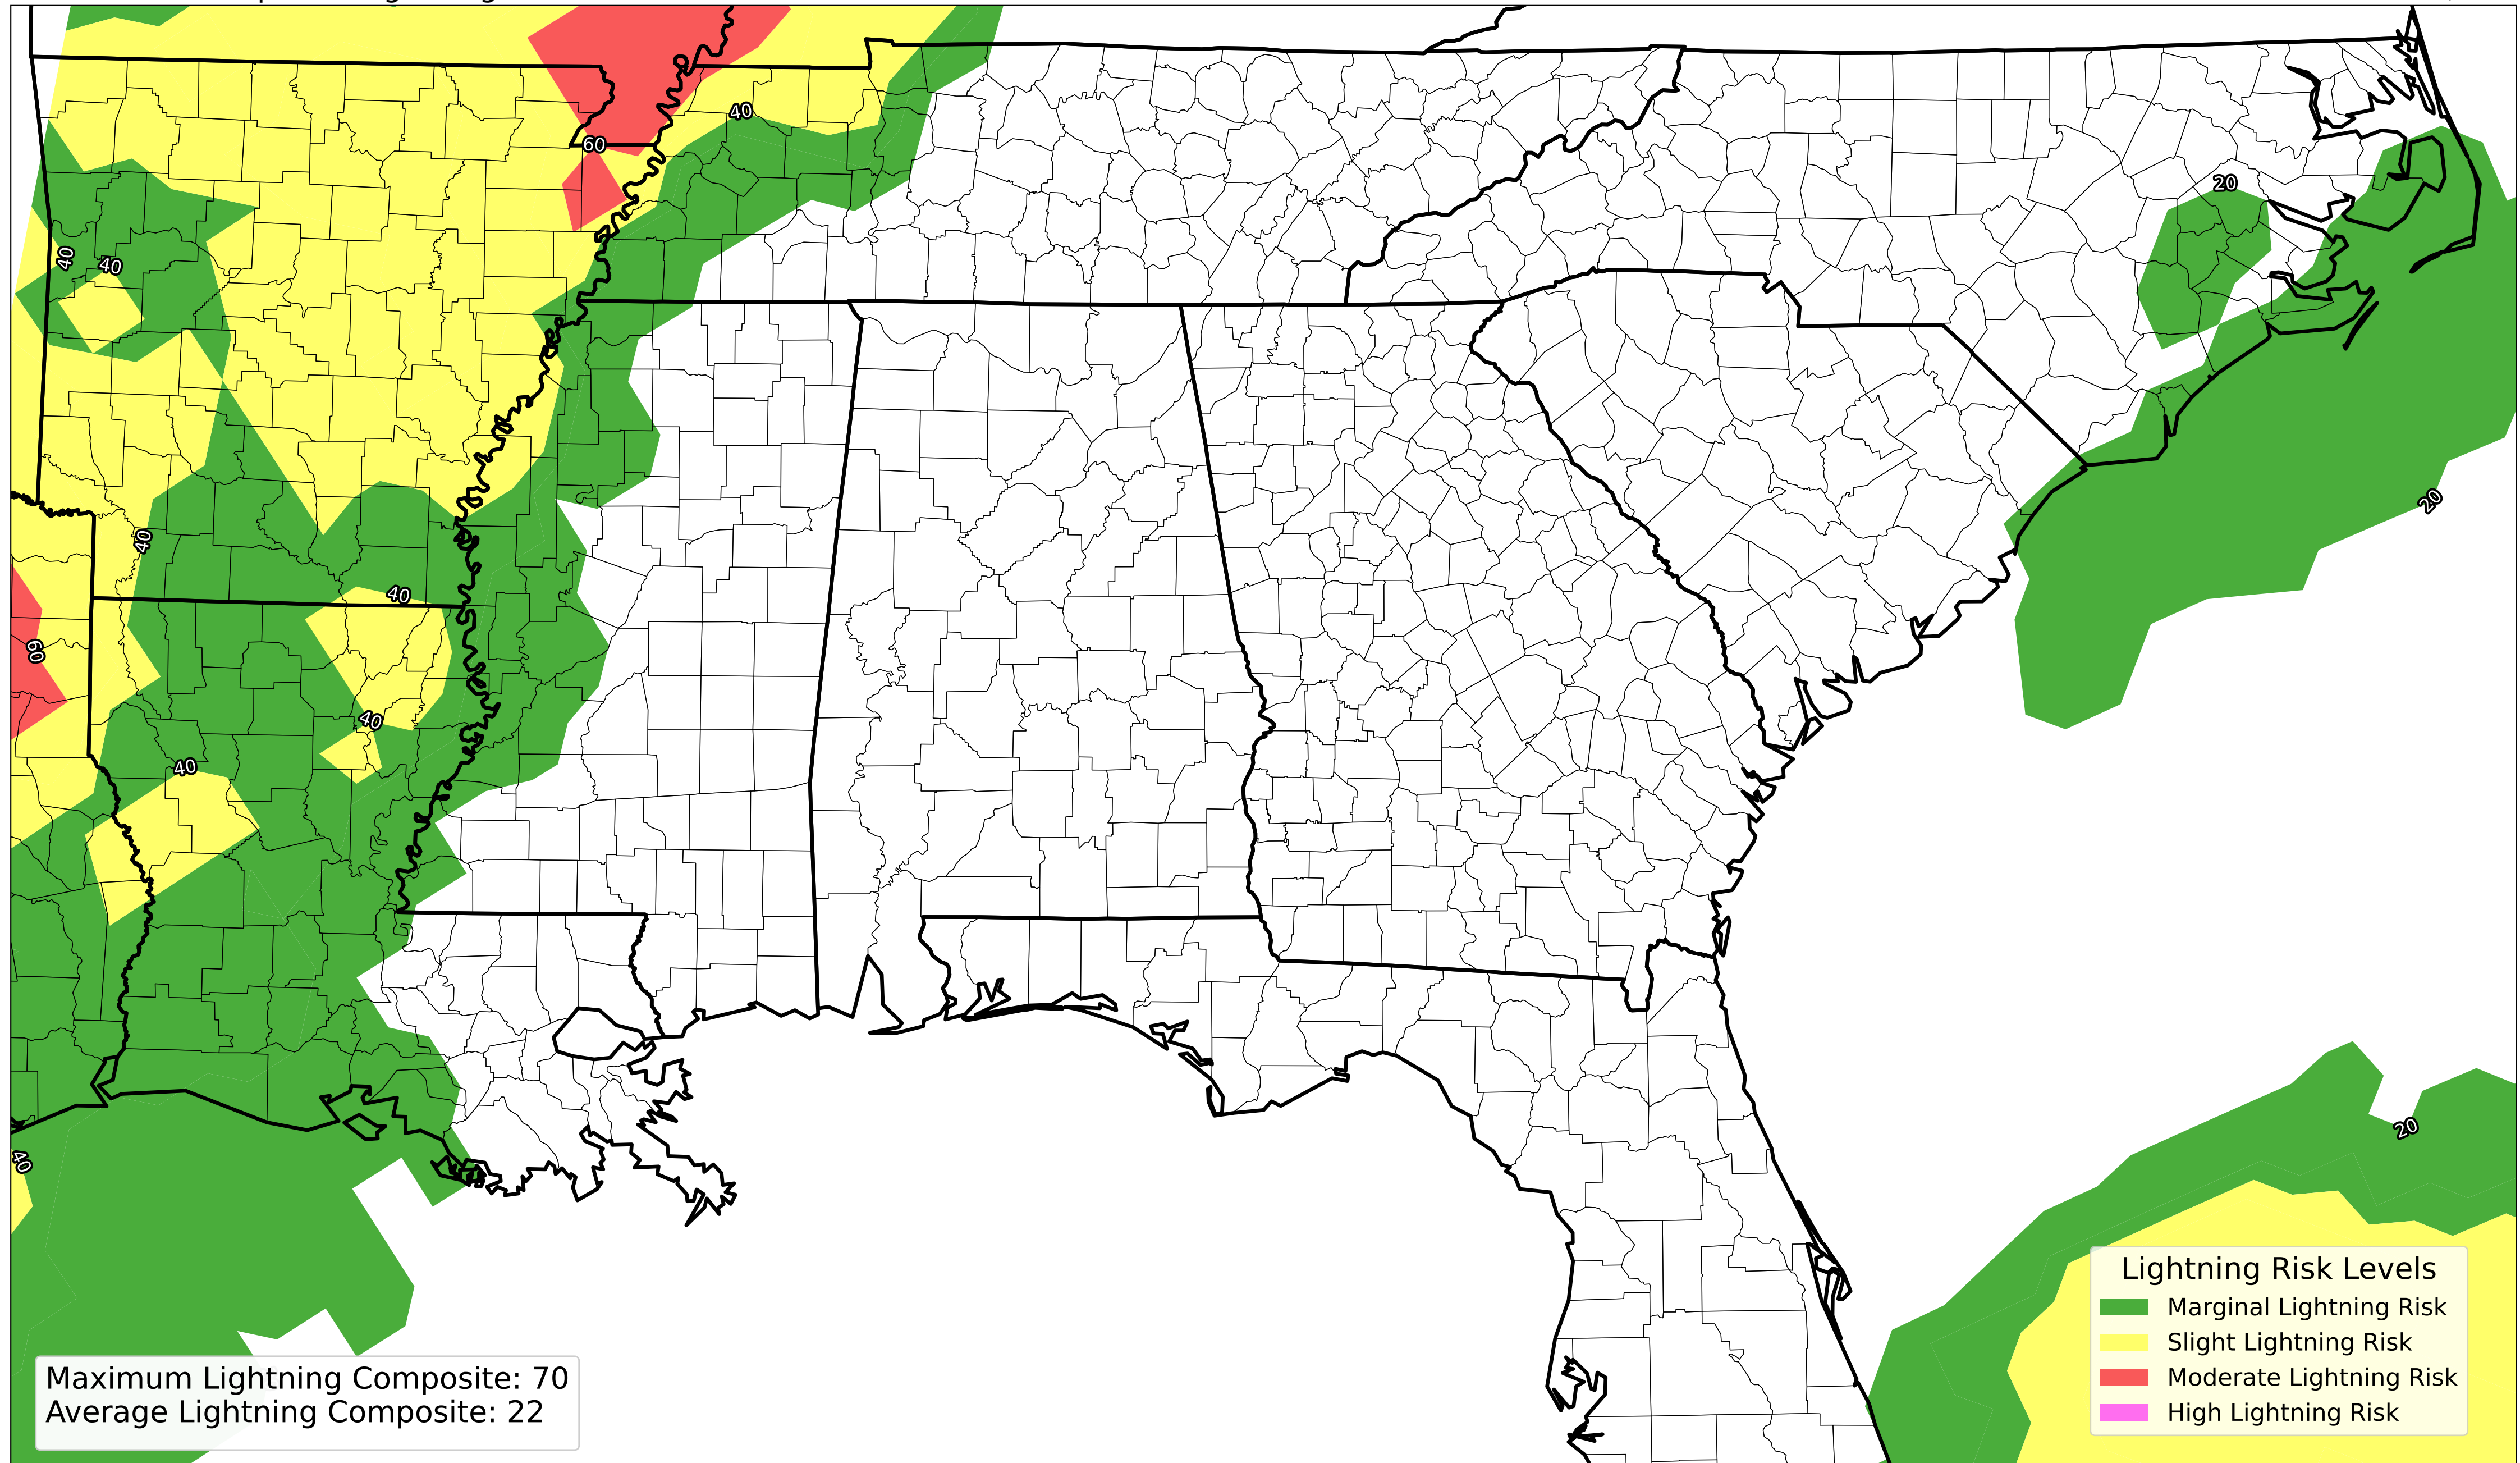 40
60
20
40
40
20
40
40
60
40
40
20
40
Lightning Risk Levels
Marginal Lightning Risk
Slight Lightning Risk
Moderate Lightning Risk
High Lightning Risk
Maximum Lightning Composite: 70
Average Lightning Composite: 22